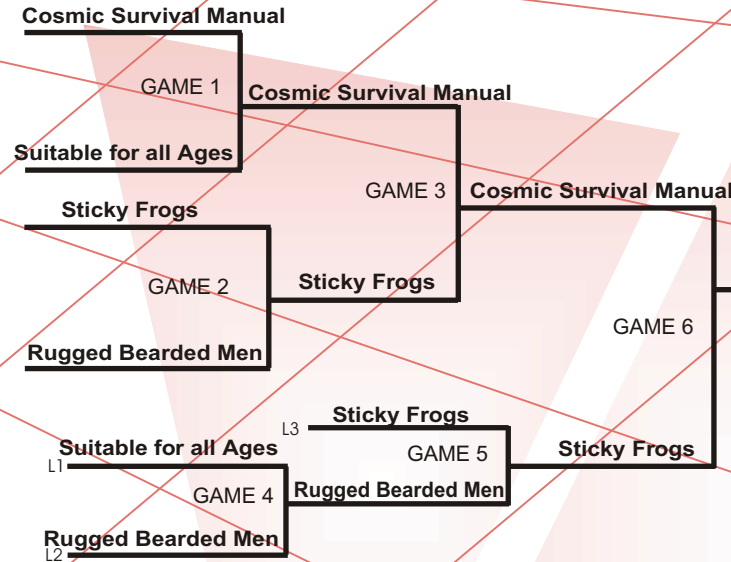 Cosmic Survival Manual
GAME 1
Cosmic Survival Manual
Suitable for all Ages
GAME 3
Cosmic Survival Manual
Sticky Frogs
GAME 2
Sticky Frogs
GAME 6
Rugged Bearded Men
Sticky Frogs
L3
Suitable for all Ages
L1
GAME 5
Sticky Frogs
GAME 4
Rugged Bearded Men
Rugged Bearded Men
L2